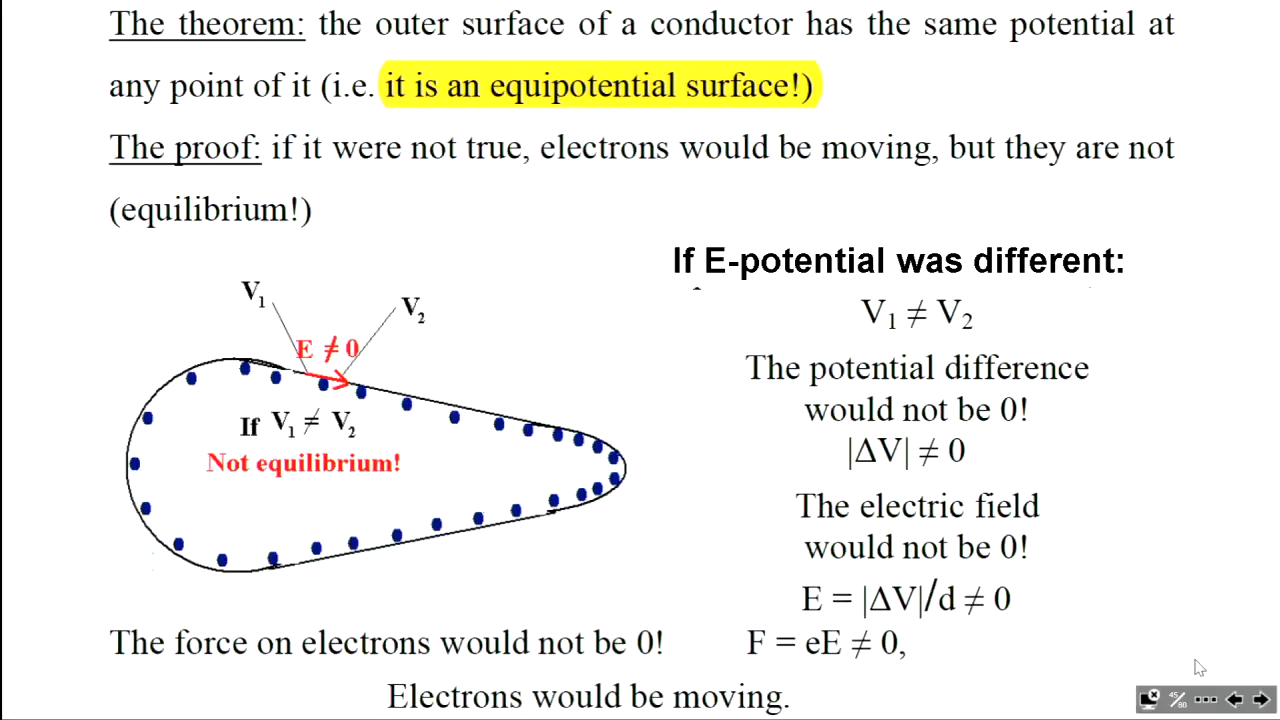 The theorem: the outer surface of a conductor has the same potential at
any point of it (i.e. it is an equipotential surface!)
The proof: if it were not true, electrons would be moving, but they are not
(equilibrium!)
If E-potential was different:
V₁ ≠ V₂
The potential difference
would not be 0!
|ΔV| ≠ 0
The electric field
would not be 0!
E = |ΔV|/d ≠ 0
V₁
V₂
E ≠ 0
If V₁ ≠ V₂
Not equilibrium!
The force on electrons would not be 0! F = eE ≠ 0,
Electrons would be moving.
45/80